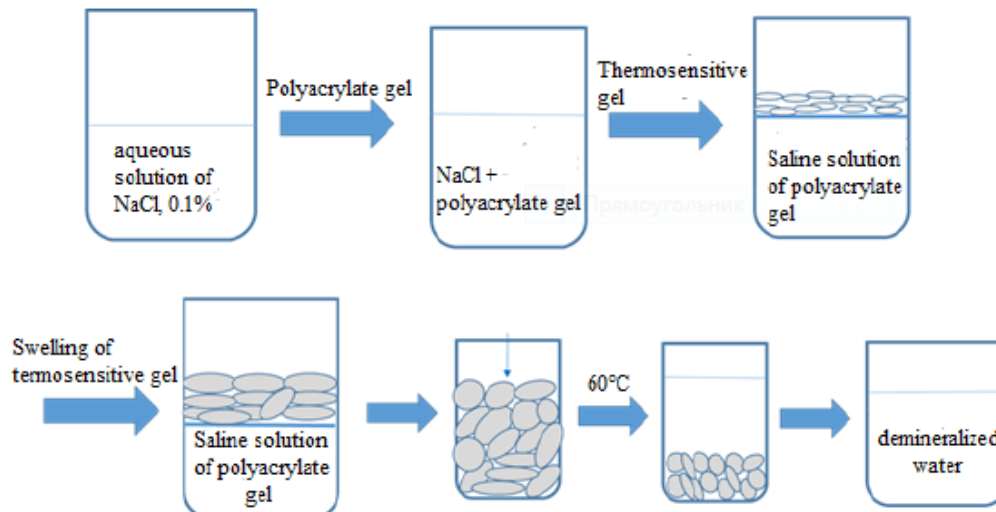 Polyacrylate gel
Thermosensitive
gel
aqueous
solution of
NaCl, 0.1%
NaCl +
polyacrylate gel
Прямоугольник
Saline solution
of polyacrylate
gel
Swelling of
termosensitive gel
Saline solution
of polyacrylate
gel
60°C
demineralized
water